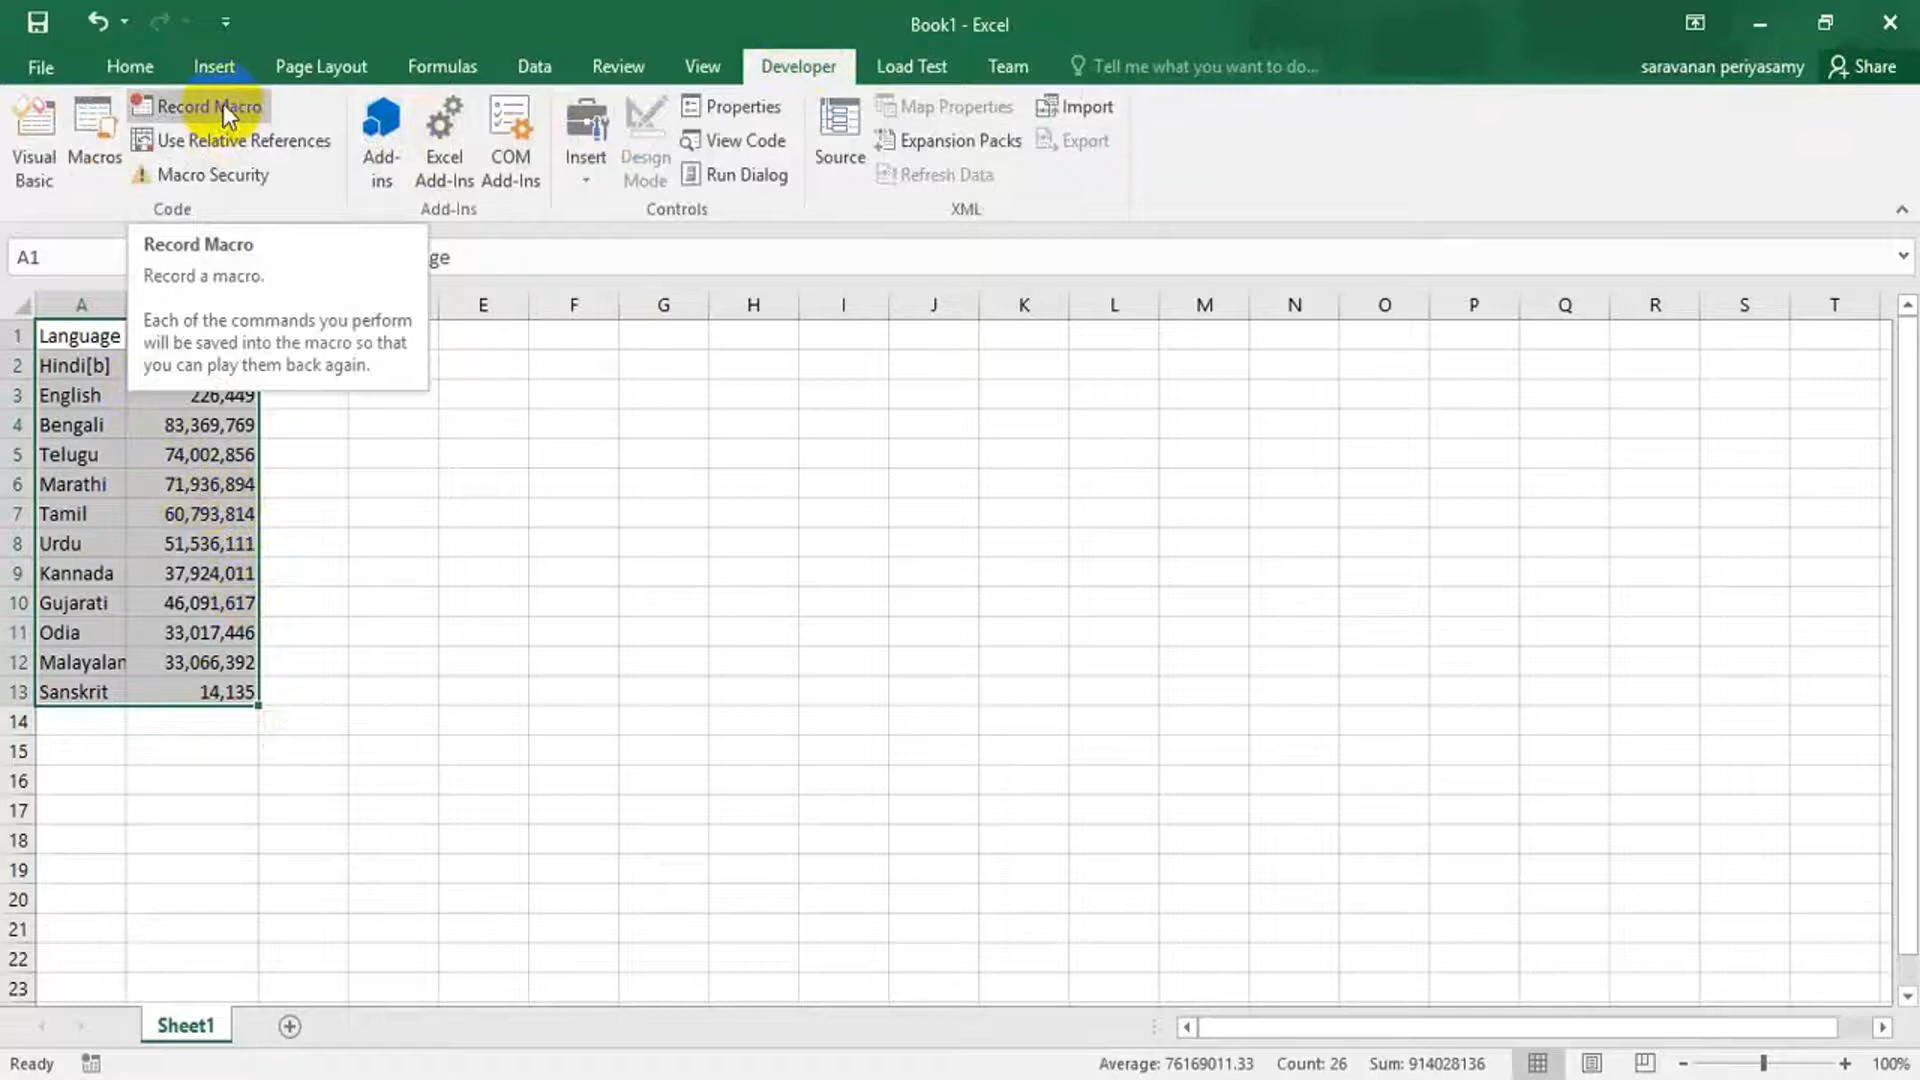 Book1 - Excel
File Home Insert Page Layout Formulas Data Review View Developer Load Test Team Tell me what you want to do... saravanan periyasamy Share
Visual Basic
Macros
Record Macro
Use Relative References
Macro Security
Code
Add-ins
Excel Add-Ins
COM Add-Ins
Add-Ins
Insert
Design Mode
Properties
View Code
Run Dialog
Controls
Source
Map Properties
Expansion Packs
Refresh Data
Import
Export
XML
A1
ge
Record Macro
Record a macro.
Each of the commands you perform
will be saved into the macro so that
you can play them back again.
A E F G H I J K L M N O P Q R S T
1 Language
2 Hindi[b]
3 English 226,449
4 Bengali 83,369,769
5 Telugu 74,002,856
6 Marathi 71,936,894
7 Tamil 60,793,814
8 Urdu 51,536,111
9 Kannada 37,924,011
10 Gujarati 46,091,617
11 Odia 33,017,446
12 Malayalan 33,066,392
13 Sanskrit 14,135
14
15
16
17
18
19
20
21
22
23
Sheet1
Ready Average: 76169011.33 Count: 26 Sum: 914028136 100%